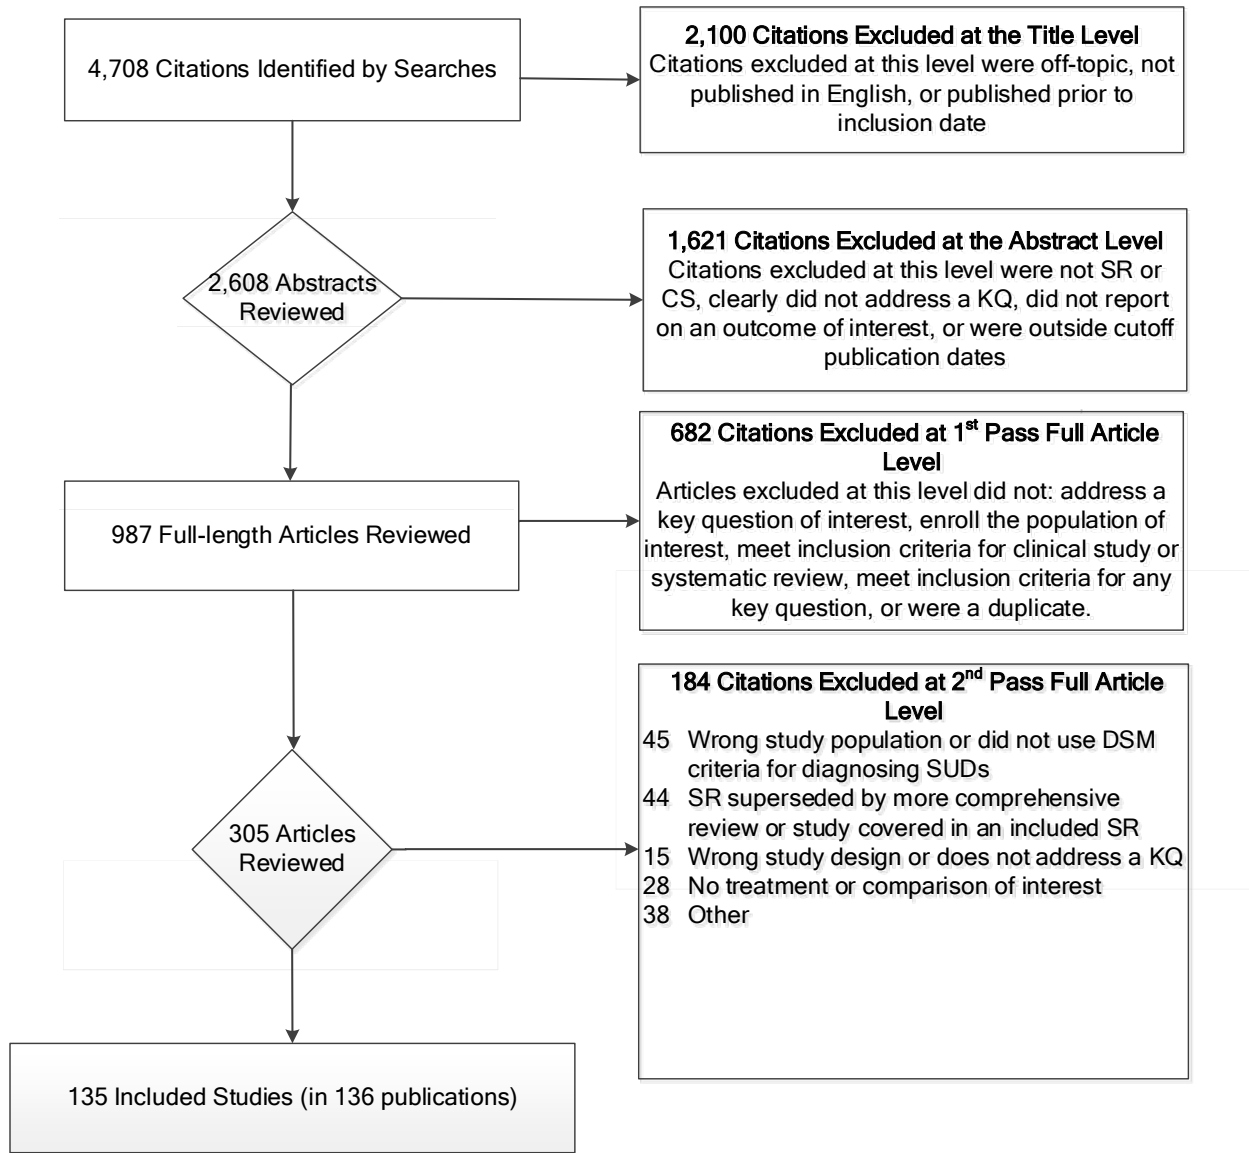 4,708 Citations Identified by Searches
2,100 Citations Excluded at the Title Level
Citations excluded at this level were off-topic, not
published in English, or published prior to
inclusion date
2,608 Abstracts
Reviewed
1,621 Citations Excluded at the Abstract Level
Citations excluded at this level were not SR or
CS, clearly did not address a KQ, did not report
on an outcome of interest, or were outside cutoff
publication dates
987 Full-length Articles Reviewed
682 Citations Excluded at 1st Pass Full Article
Level
Articles excluded at this level did not: address a
key question of interest, enroll the population of
interest, meet inclusion criteria for clinical study or
systematic review, meet inclusion criteria for any
key question, or were a duplicate.
305 Articles
Reviewed
184 Citations Excluded at 2nd Pass Full Article
Level
45 Wrong study population or did not use DSM
criteria for diagnosing SUDs
44 SR superseded by more comprehensive
review or study covered in an included SR
15 Wrong study design or does not address a KQ
28 No treatment or comparison of interest
38 Other
135 Included Studies (in 136 publications)